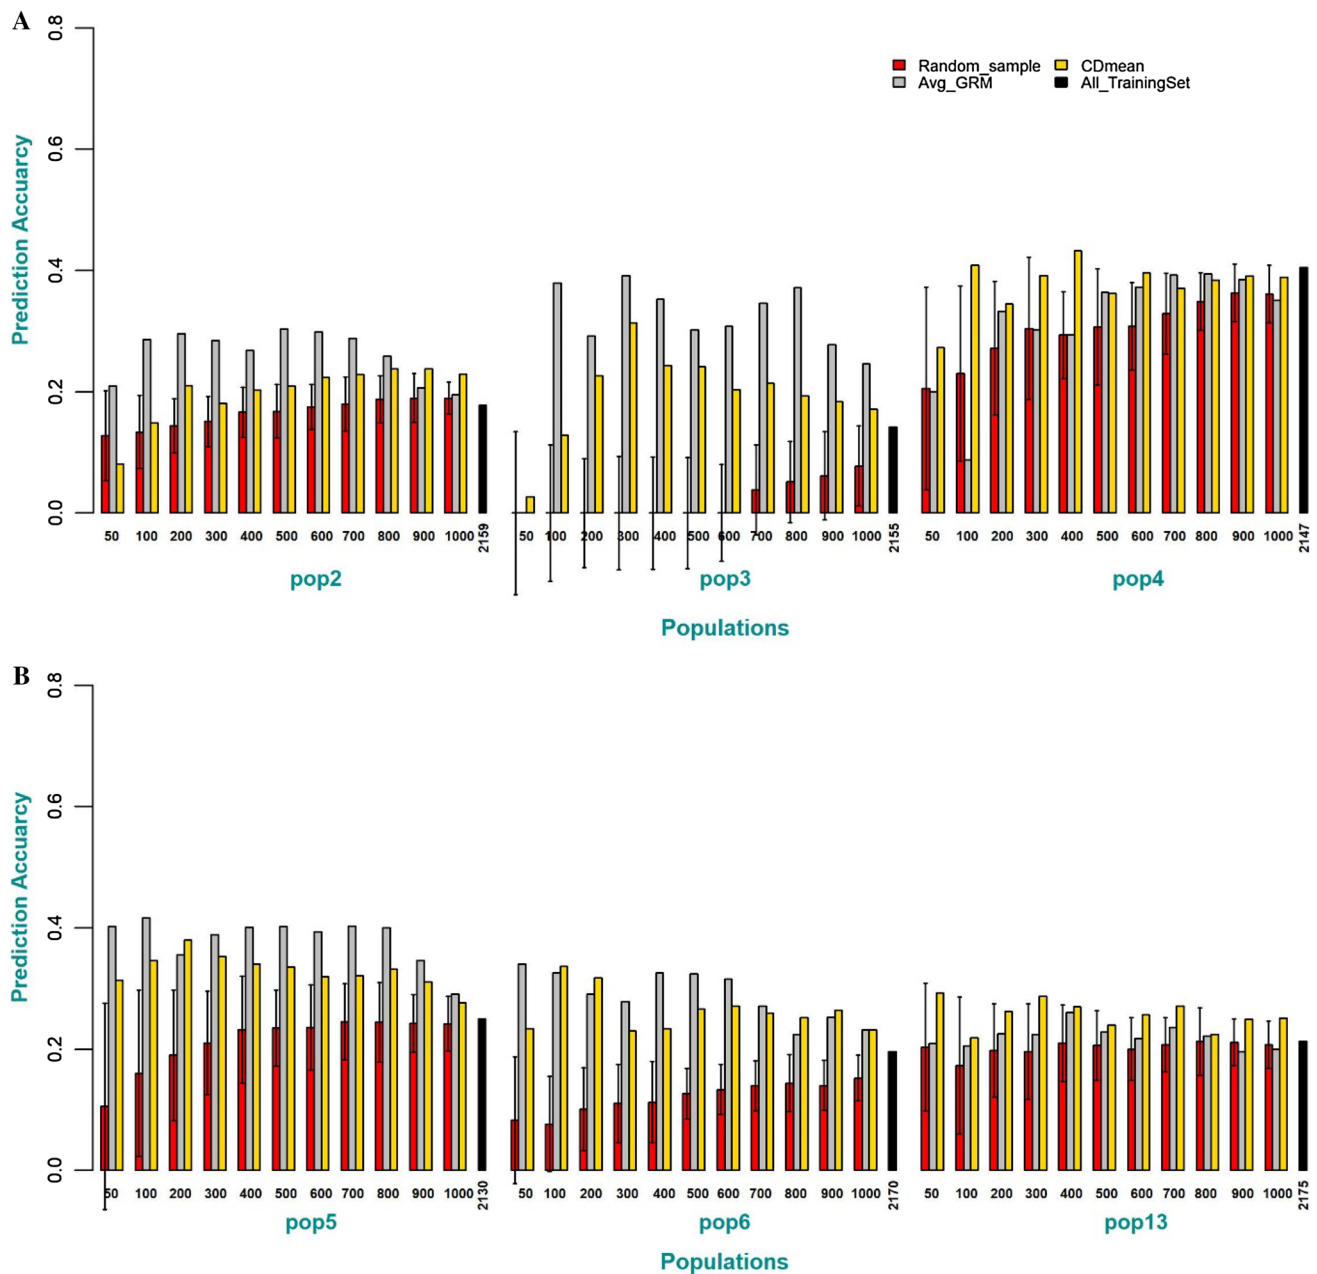 A
0.8
Random_sample CDmean
Avg_GRM All_TrainingSet
0.6
Prediction Accuarcy
0.4
0.2
0.0
50 100 200 300 400 500 600 700 800 900 1000 2159 50 100 200 300 400 500 600 700 800 900 1000 2155 50 100 200 300 400 500 600 700 800 900 1000 2147
pop2 pop3 pop4
Populations
B
0.8
0.6
Prediction Accuarcy
0.4
0.2
0.0
50 100 200 300 400 500 600 700 800 900 1000 2130 50 100 200 300 400 500 600 700 800 900 1000 2170 50 100 200 300 400 500 600 700 800 900 1000 2175
pop5 pop6 pop13
Populations